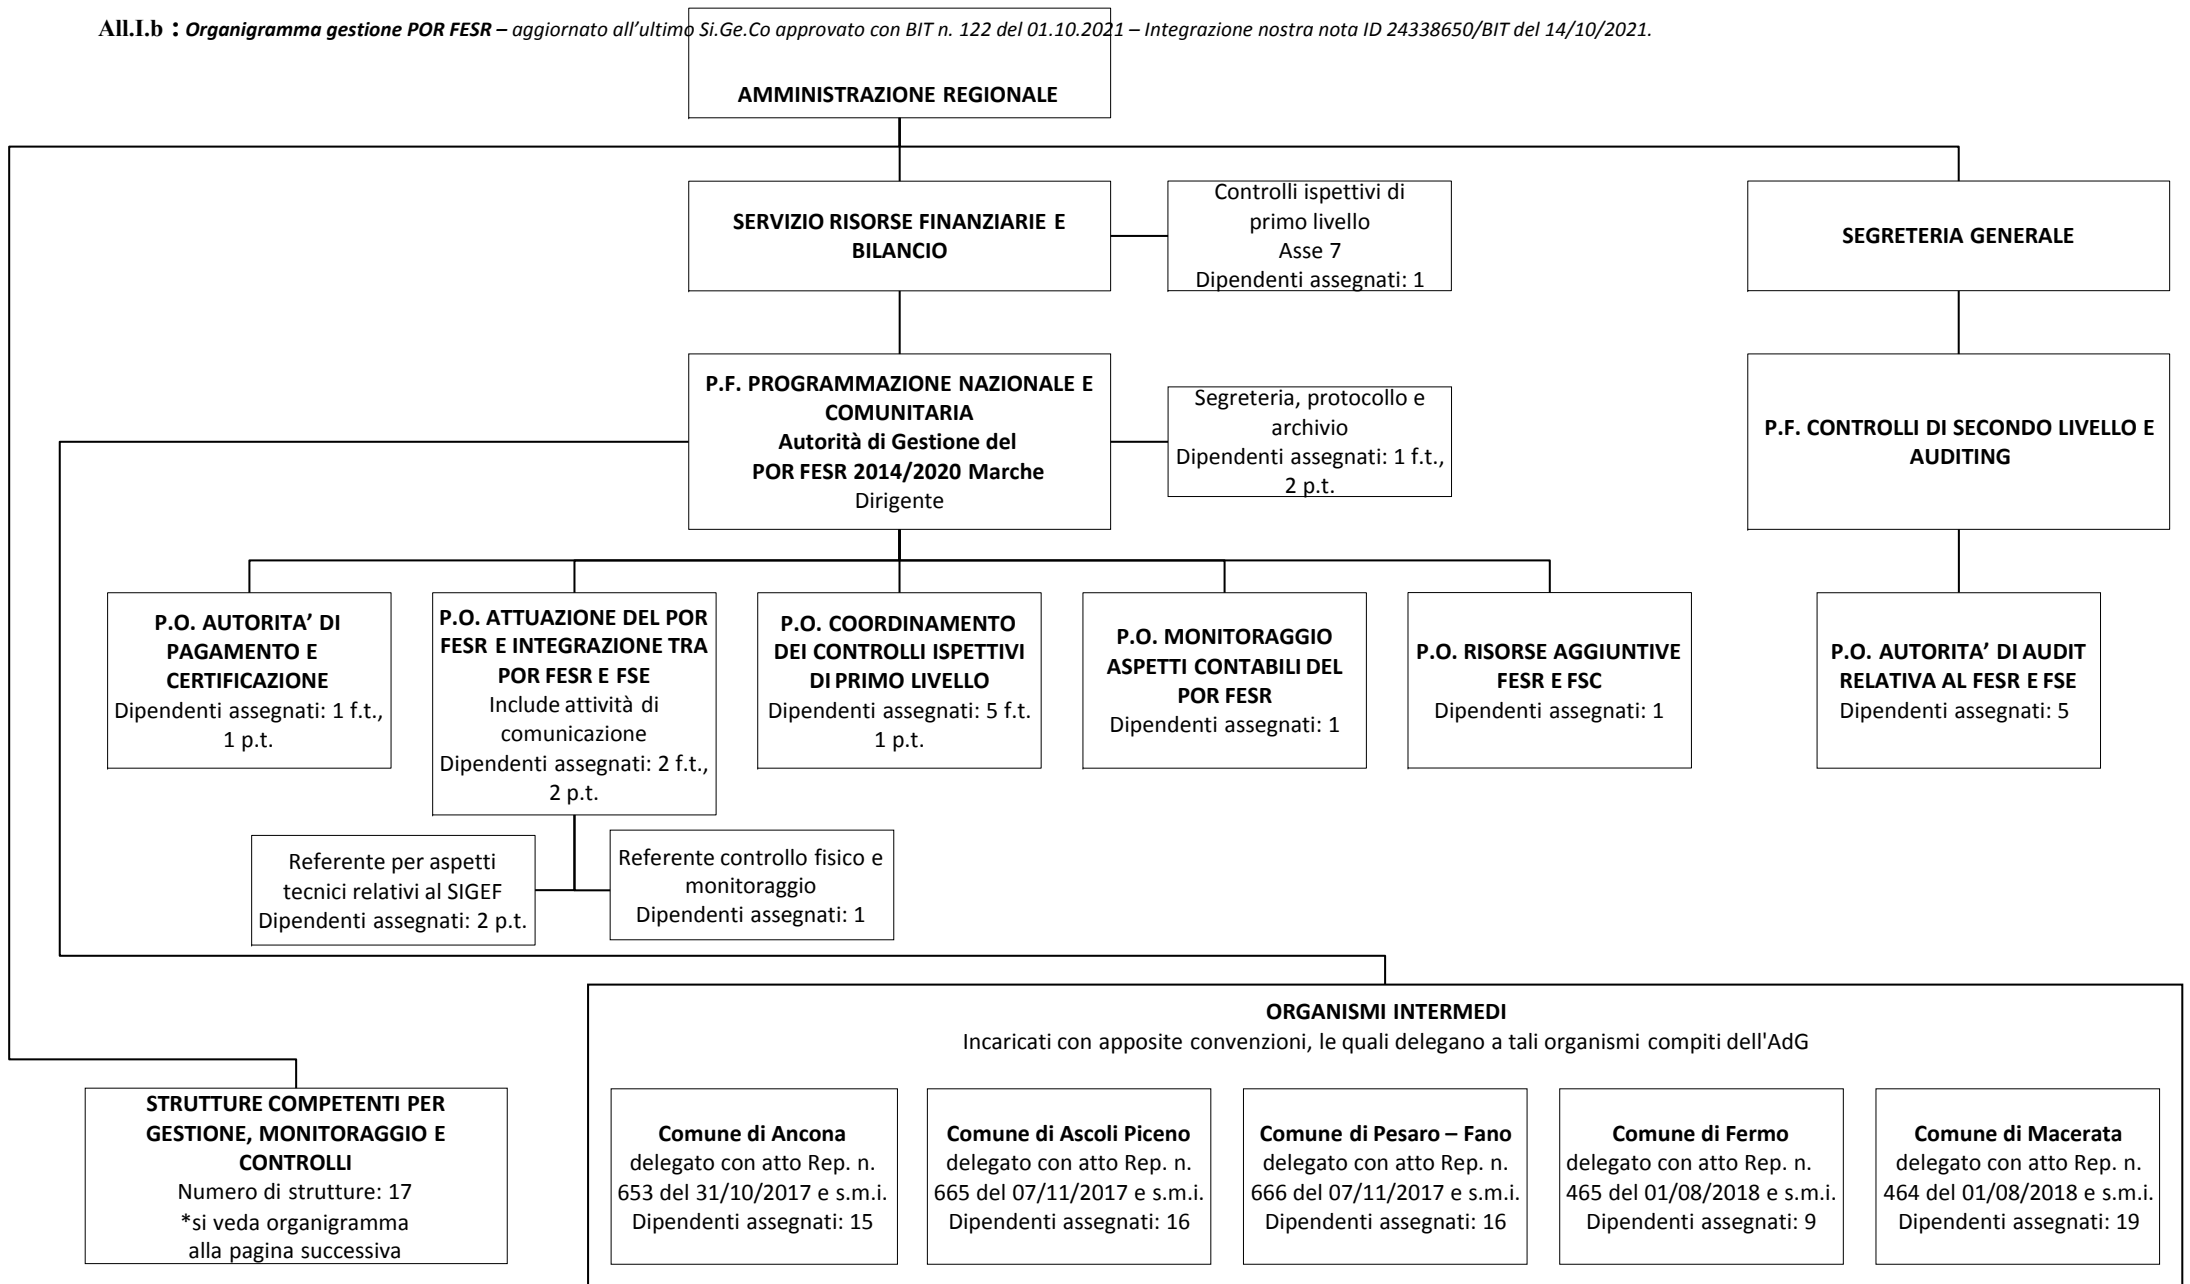 All.I.b : Organigramma gestione POR FESR – aggiornato all’ultimo Si.Ge.Co approvato con BIT n. 122 del 01.10.2021 – Integrazione nostra nota ID 24338650/BIT del 14/10/2021.
AMMINISTRAZIONE REGIONALE
SERVIZIO RISORSE FINANZIARIE E
BILANCIO
Controlli ispettivi di
primo livello
Asse 7
Dipendenti assegnati: 1
SEGRETERIA GENERALE
P.F. PROGRAMMAZIONE NAZIONALE E
COMUNITARIA
Autorità di Gestione del
POR FESR 2014/2020 Marche
Dirigente
Segreteria, protocollo e
archivio
Dipendenti assegnati: 1 f.t.,
2 p.t.
P.F. CONTROLLI DI SECONDO LIVELLO E
AUDITING
P.O. AUTORITA’ DI
PAGAMENTO E
CERTIFICAZIONE
Dipendenti assegnati: 1 f.t.,
1 p.t.
P.O. ATTUAZIONE DEL POR
FESR E INTEGRAZIONE TRA
POR FESR E FSE
Include attività di
comunicazione
Dipendenti assegnati: 2 f.t.,
2 p.t.
P.O. COORDINAMENTO
DEI CONTROLLI ISPETTIVI
DI PRIMO LIVELLO
Dipendenti assegnati: 5 f.t.
1 p.t.
P.O. MONITORAGGIO
ASPETTI CONTABILI DEL
POR FESR
Dipendenti assegnati: 1
P.O. RISORSE AGGIUNTIVE
FESR E FSC
Dipendenti assegnati: 1
P.O. AUTORITA’ DI AUDIT
RELATIVA AL FESR E FSE
Dipendenti assegnati: 5
Referente per aspetti
tecnici relativi al SIGEF
Dipendenti assegnati: 2 p.t.
Referente controllo fisico e
monitoraggio
Dipendenti assegnati: 1
ORGANISMI INTERMEDI
Incaricati con apposite convenzioni, le quali delegano a tali organismi compiti dell'AdG
STRUTTURE COMPETENTI PER
GESTIONE, MONITORAGGIO E
CONTROLLI
Numero di strutture: 17
*si veda organigramma
alla pagina successiva
Comune di Ancona
delegato con atto Rep. n.
653 del 31/10/2017 e s.m.i.
Dipendenti assegnati: 15
Comune di Ascoli Piceno
delegato con atto Rep. n.
665 del 07/11/2017 e s.m.i.
Dipendenti assegnati: 16
Comune di Pesaro – Fano
delegato con atto Rep. n.
666 del 07/11/2017 e s.m.i.
Dipendenti assegnati: 16
Comune di Fermo
delegato con atto Rep. n.
465 del 01/08/2018 e s.m.i.
Dipendenti assegnati: 9
Comune di Macerata
delegato con atto Rep. n.
464 del 01/08/2018 e s.m.i.
Dipendenti assegnati: 19